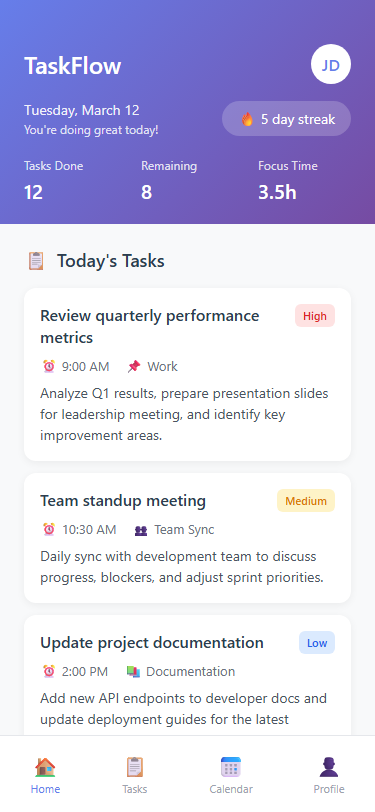 TaskFlow
JD
Tuesday, March 12
You're doing great today!
🔥 5 day streak
Tasks Done
12
Remaining
8
Focus Time
3.5h
📋 Today's Tasks
Review quarterly performance
metrics
High
⏰ 9:00 AM 📌 Work
Analyze Q1 results, prepare presentation slides
for leadership meeting, and identify key
improvement areas.
Team standup meeting
Medium
⏰ 10:30 AM 👥 Team Sync
Daily sync with development team to discuss
progress, blockers, and adjust sprint priorities.
Update project documentation
Low
⏰ 2:00 PM 📚 Documentation
Add new API endpoints to developer docs and
update deployment guides for the latest
Home
Tasks
Calendar
Profile